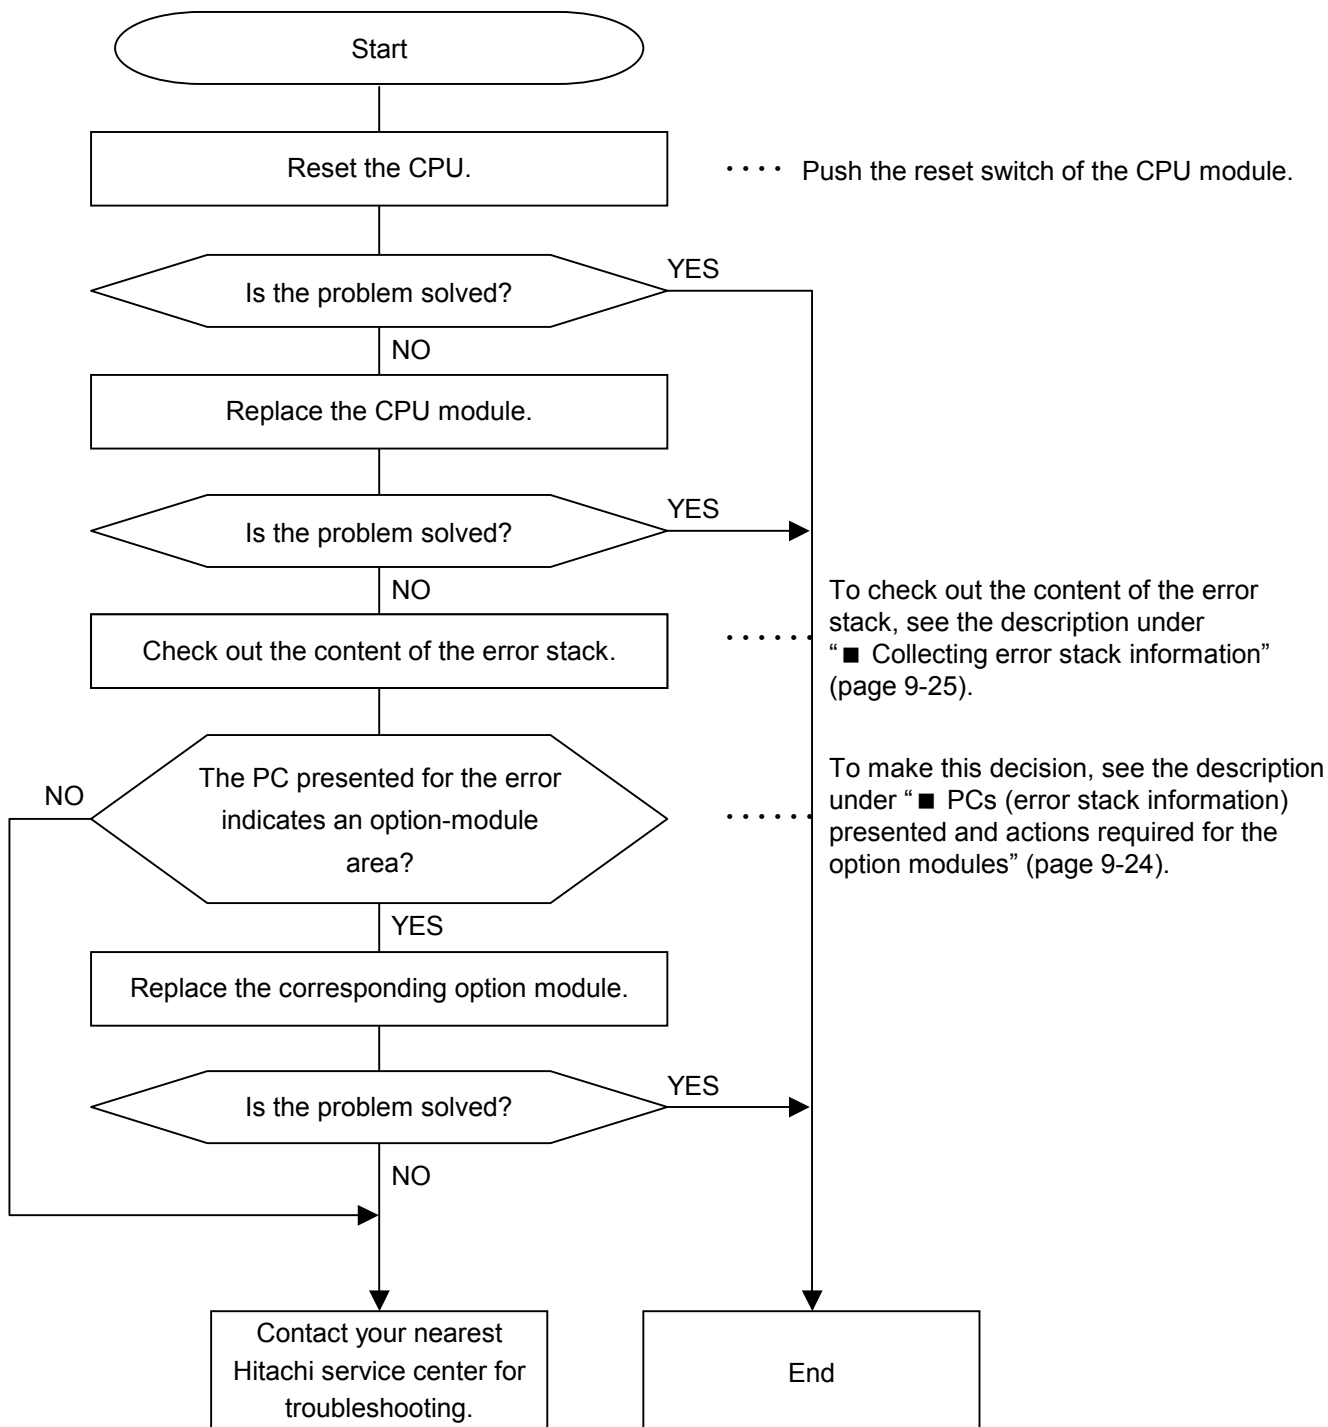 Start
Reset the CPU.
・・・・ Push the reset switch of the CPU module.
Is the problem solved?
YES
NO
Replace the CPU module.
Is the problem solved?
YES
NO
Check out the content of the error stack.
・・・・・・ To check out the content of the error
stack, see the description under
“ ■ Collecting error stack information”
(page 9-25).
The PC presented for the error
indicates an option-module
area?
NO
・・・・・・ To make this decision, see the description
under “ ■ PCs (error stack information)
presented and actions required for the
option modules” (page 9-24).
YES
Replace the corresponding option module.
Is the problem solved?
YES
NO
Contact your nearest
Hitachi service center for
troubleshooting.
End